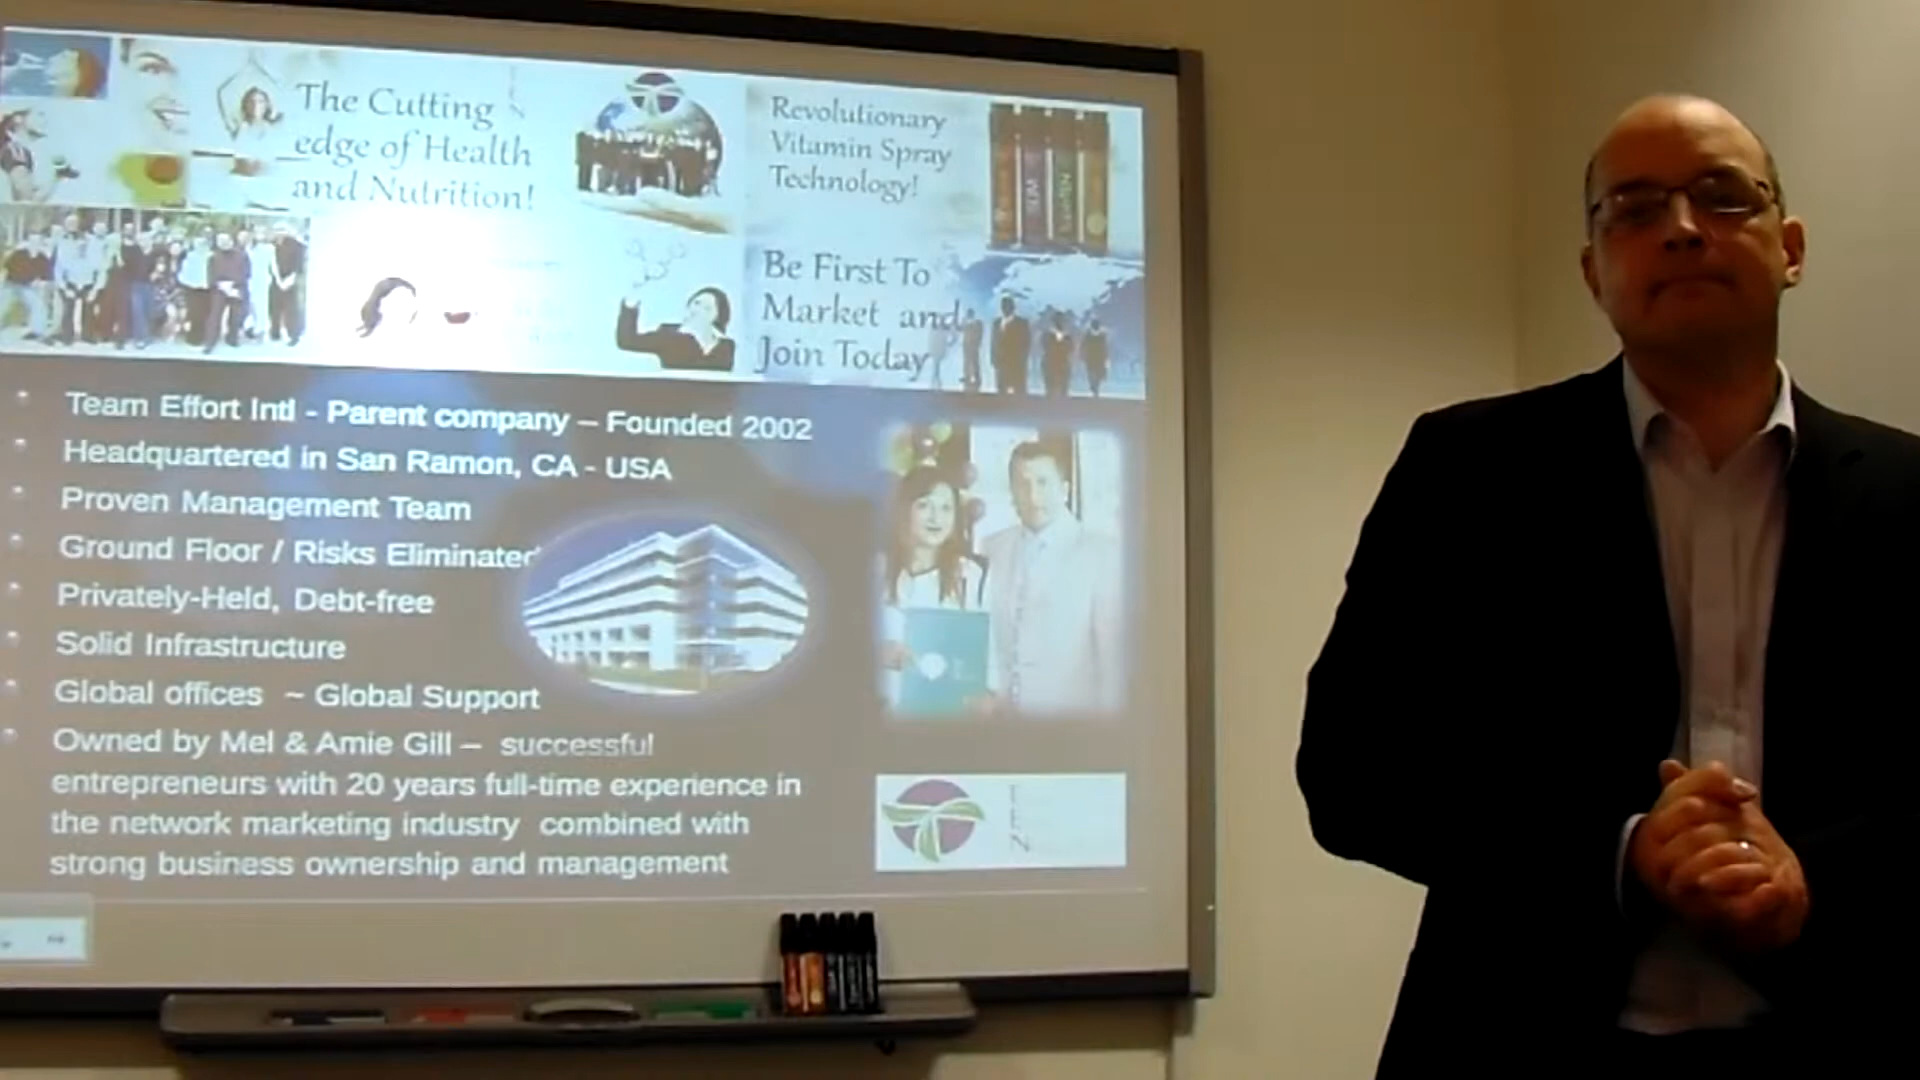 The Cutting
edge of Health
and Nutrition!
Revolutionary
Vitamin Spray
Technology!
Be First To
Market and
Join Today
Team Effort Intl - Parent company – Founded 2002
Headquartered in San Ramon, CA - USA
Proven Management Team
Ground Floor / Risks Eliminated
Privately-Held, Debt-free
Solid Infrastructure
Global offices ~ Global Support
Owned by Mel & Amie Gill – successful
entrepreneurs with 20 years full-time experience in
the network marketing industry combined with
strong business ownership and management